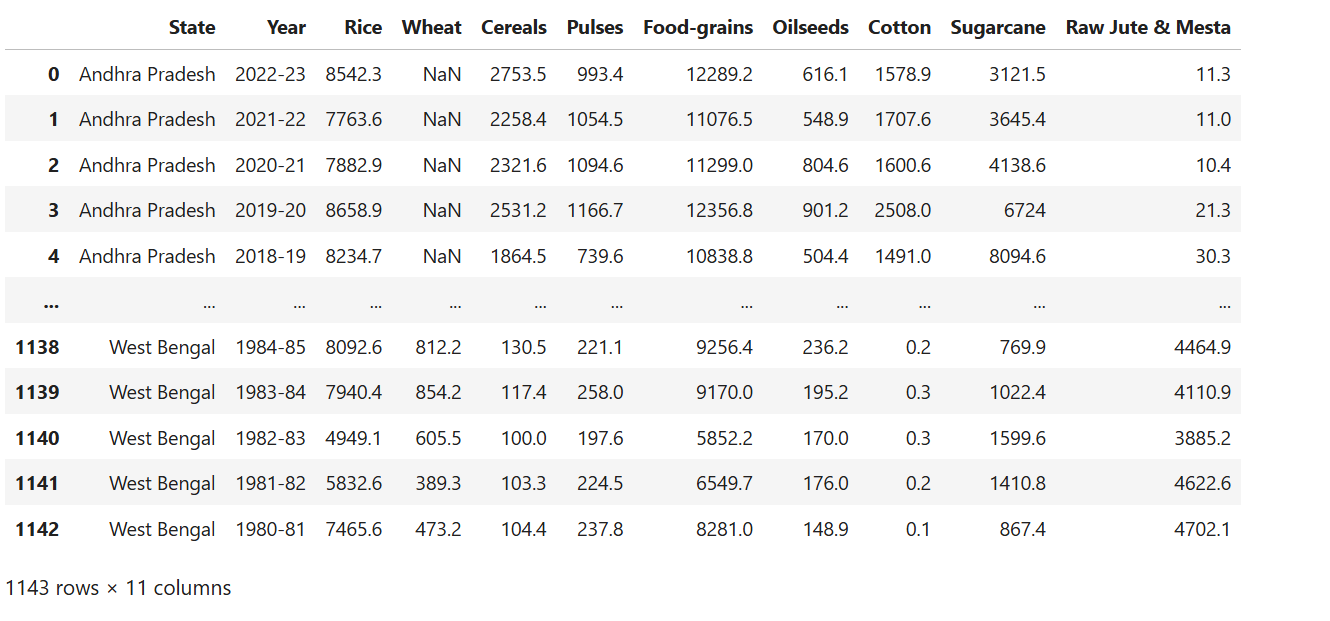 State Year Rice Wheat Cereals Pulses Food-grains Oilseeds Cotton Sugarcane Raw Jute & Mesta
0 Andhra Pradesh 2022-23 8542.3 NaN 2753.5 993.4 12289.2 616.1 1578.9 3121.5 11.3
1 Andhra Pradesh 2021-22 7763.6 NaN 2258.4 1054.5 11076.5 548.9 1707.6 3645.4 11.0
2 Andhra Pradesh 2020-21 7882.9 NaN 2321.6 1094.6 11299.0 804.6 1600.6 4138.6 10.4
3 Andhra Pradesh 2019-20 8658.9 NaN 2531.2 1166.7 12356.8 901.2 2508.0 6724 21.3
4 Andhra Pradesh 2018-19 8234.7 NaN 1864.5 739.6 10838.8 504.4 1491.0 8094.6 30.3
... ... ... ... ... ... ... ... ... ... ... ...
1138 West Bengal 1984-85 8092.6 812.2 130.5 221.1 9256.4 236.2 0.2 769.9 4464.9
1139 West Bengal 1983-84 7940.4 854.2 117.4 258.0 9170.0 195.2 0.3 1022.4 4110.9
1140 West Bengal 1982-83 4949.1 605.5 100.0 197.6 5852.2 170.0 0.3 1599.6 3885.2
1141 West Bengal 1981-82 5832.6 389.3 103.3 224.5 6549.7 176.0 0.2 1410.8 4622.6
1142 West Bengal 1980-81 7465.6 473.2 104.4 237.8 8281.0 148.9 0.1 867.4 4702.1
1143 rows × 11 columns